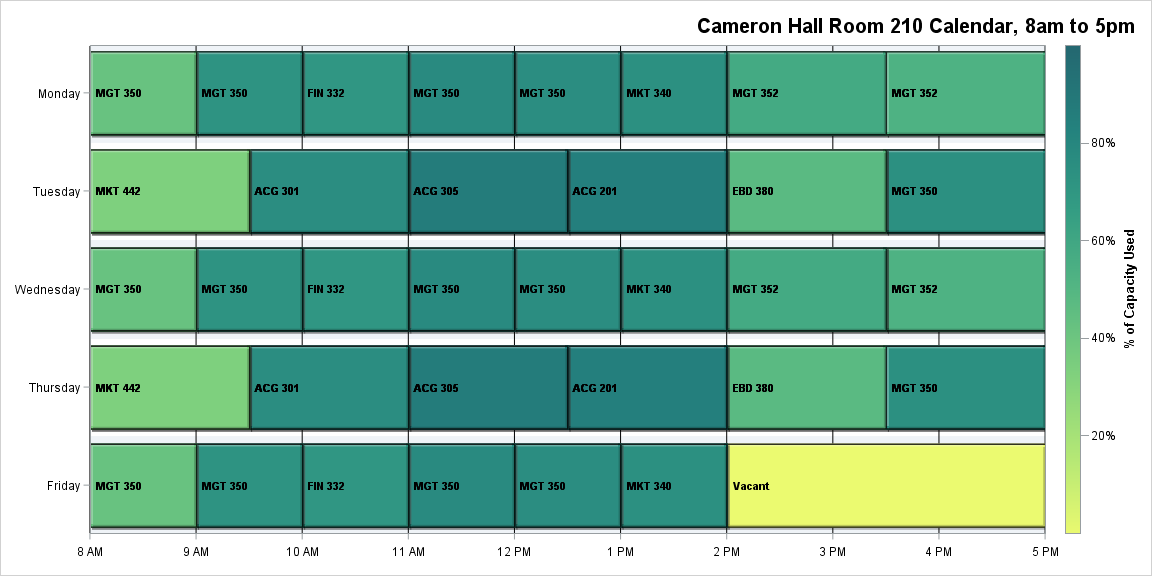 Cameron Hall Room 210 Calendar, 8am to 5pm
Monday
MGT 350
MGT 350
FIN 332
MGT 350
MGT 350
MKT 340
MGT 352
MGT 352
Tuesday
MKT 442
ACG 301
ACG 305
ACG 201
EBD 380
MGT 350
Wednesday
MGT 350
MGT 350
FIN 332
MGT 350
MGT 350
MKT 340
MGT 352
MGT 352
Thursday
MKT 442
ACG 301
ACG 305
ACG 201
EBD 380
MGT 350
Friday
MGT 350
MGT 350
FIN 332
MGT 350
MGT 350
MKT 340
Vacant
8 AM
9 AM
10 AM
11 AM
12 PM
1 PM
2 PM
3 PM
4 PM
5 PM
80%
60%
40%
20%
% of Capacity Used